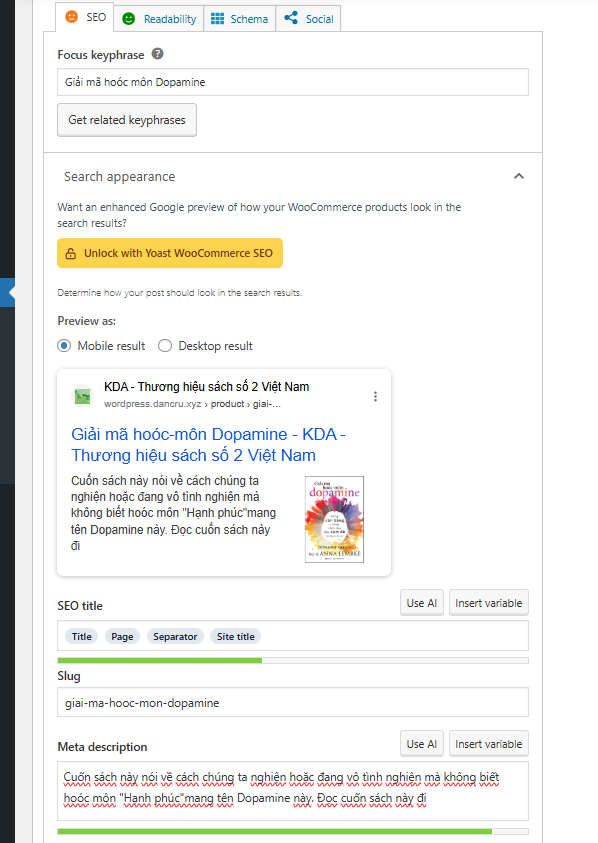 SEO
Readability
Schema
Social
Focus keyphrase
Giải mã hoóc môn Dopamine
Get related keyphrases
Search appearance
Want an enhanced Google preview of how your WooCommerce products look in the
search results?
Unlock with Yoast WooCommerce SEO
Determine how your post should look in the search results.
Preview as:
Mobile result
Desktop result
KDA - Thương hiệu sách số 2 Việt Nam
wordpress.dancru.xyz › product › giai-...
Giải mã hoóc-môn Dopamine - KDA -
Thương hiệu sách số 2 Việt Nam
Cuốn sách này nói về cách chúng ta
nghiện hoặc đang vô tình nghiện mà
không biết hoóc môn "Hạnh phúc"mang
tên Dopamine này. Đọc cuốn sách này
đi
Giải mã
hoóc-môn
dopamine
ANNA LEMBKE
SEO title
Use AI
Insert variable
Title
Page
Separator
Site title
Slug
giai-ma-hooc-mon-dopamine
Meta description
Use AI
Insert variable
Cuốn sách này nói về cách chúng ta nghiện hoặc đang vô tình nghiện mà không biết
hoóc môn "Hạnh phúc"mang tên Dopamine này. Đọc cuốn sách này đi